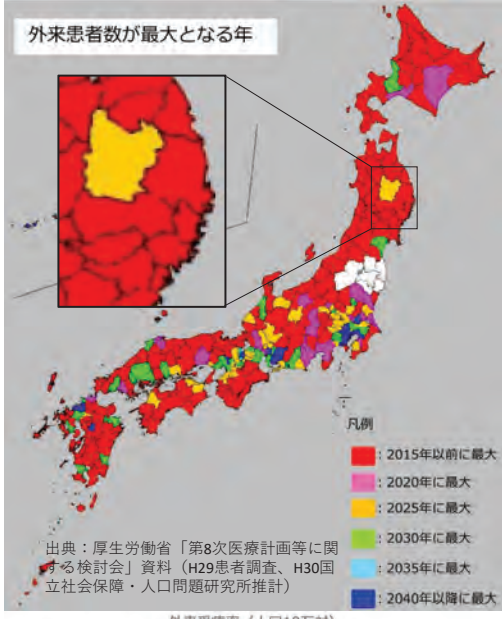 外来患者数が最大となる年
凡例
：2015年以前に最大
：2020年に最大
：2025年に最大
：2030年に最大
：2035年に最大
：2040年以降に最大
出典：厚生労働省「第8次医療計画等に関
する検討会」資料（H29患者調査、H30国
立社会保障・人口問題研究所推計）